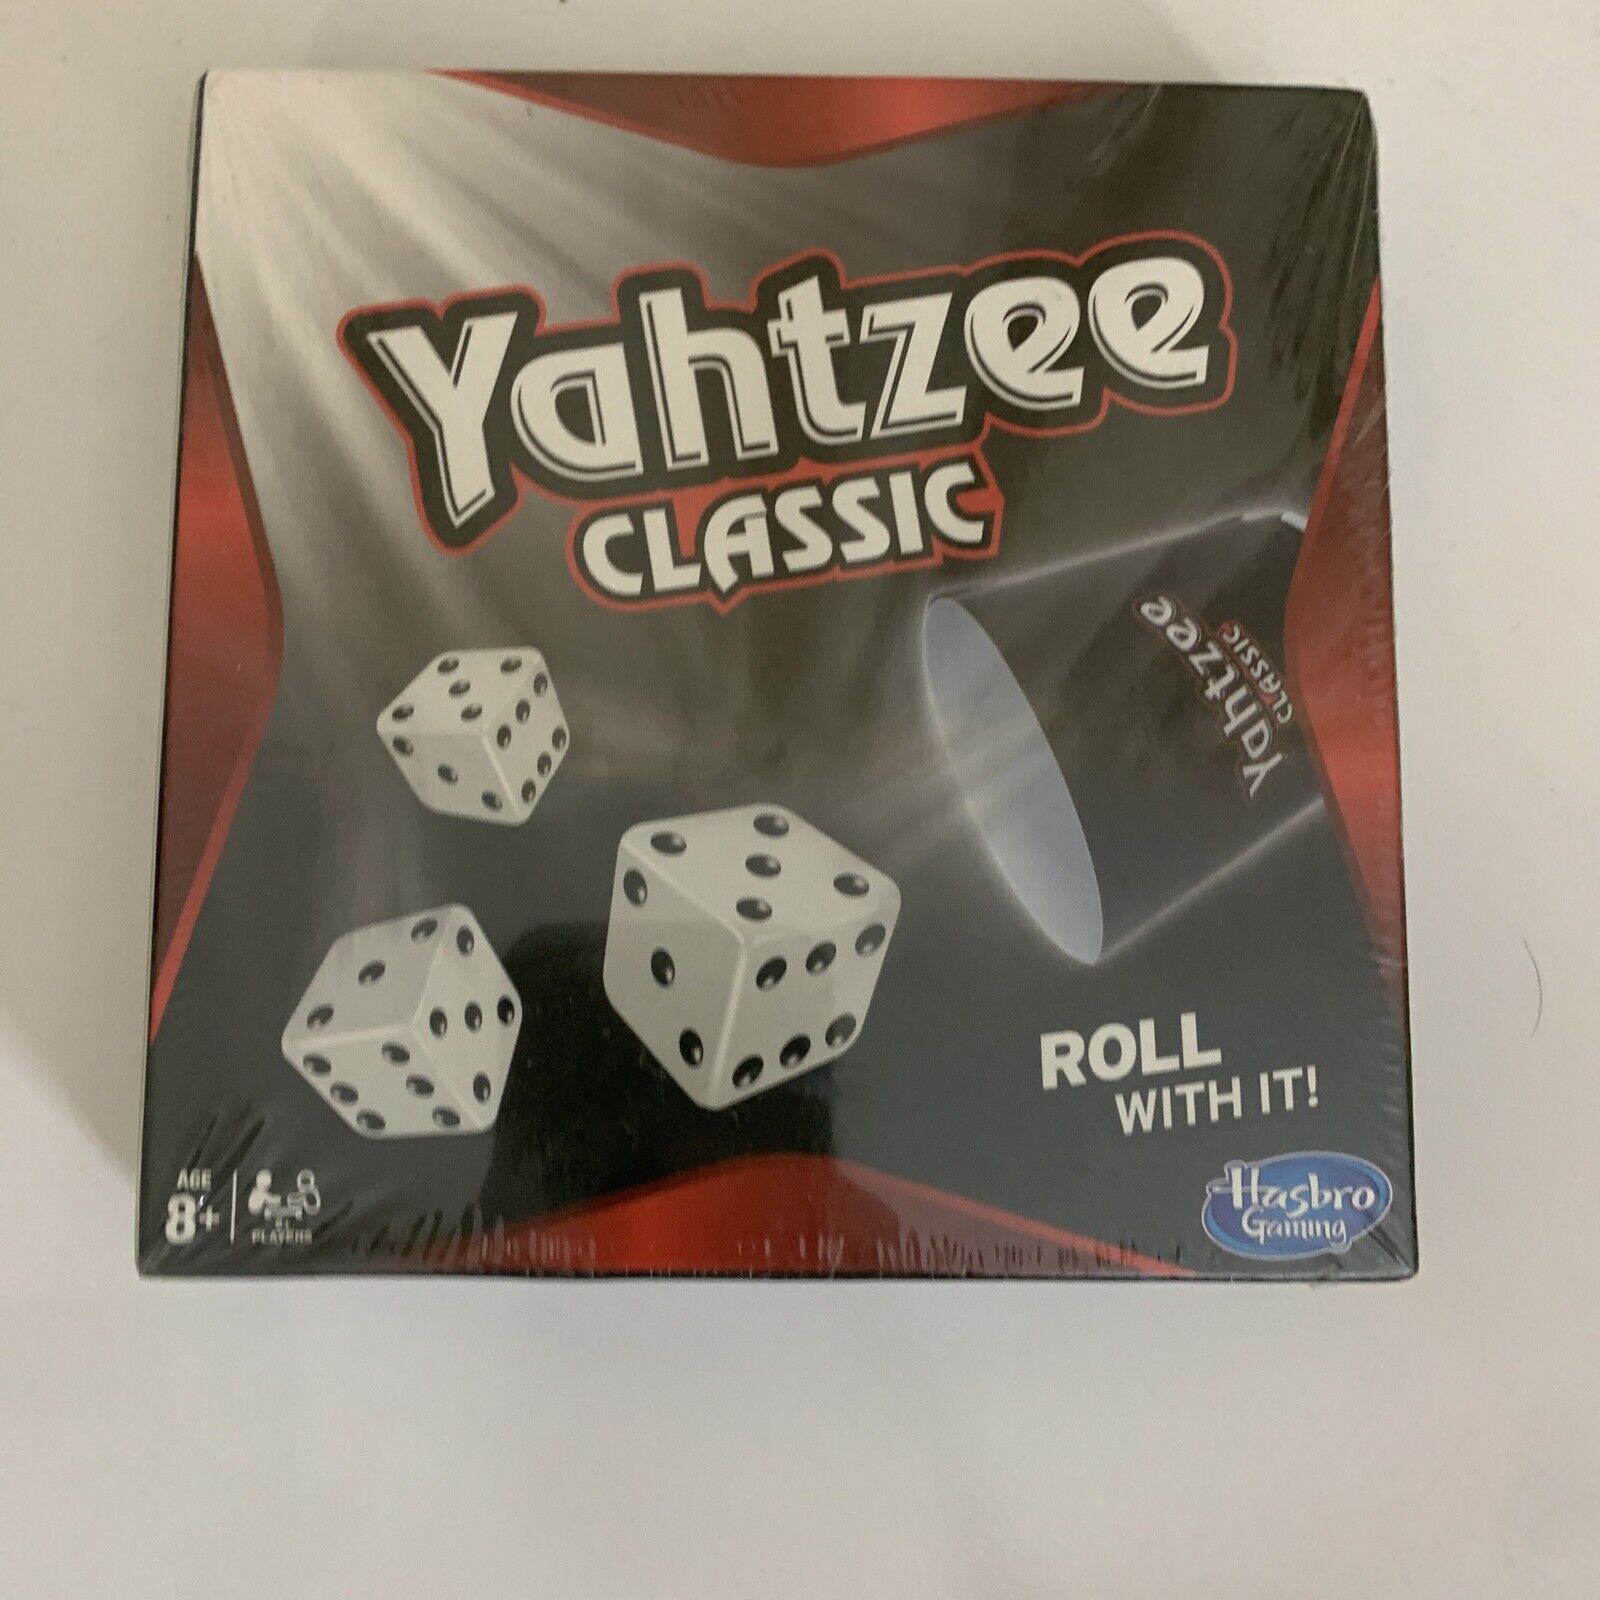 Yahtzee
CLASSIC
Yahtzee
CLASSIC
ROLL
WITH IT!
AGE
8+
PLAYERS
Hasbro
Gaming